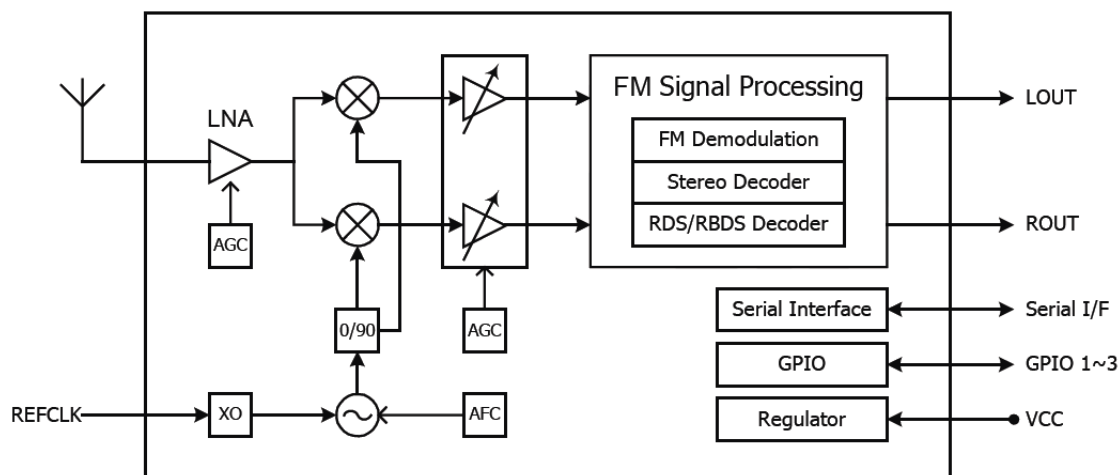 LNA
AGC
FM Signal Processing
FM Demodulation
Stereo Decoder
RDS/RBDS Decoder
LOUT
ROUT
0/90
AGC
Serial Interface
Serial I/F
GPIO
GPIO 1~3
REFCLK
XO
AFC
Regulator
VCC